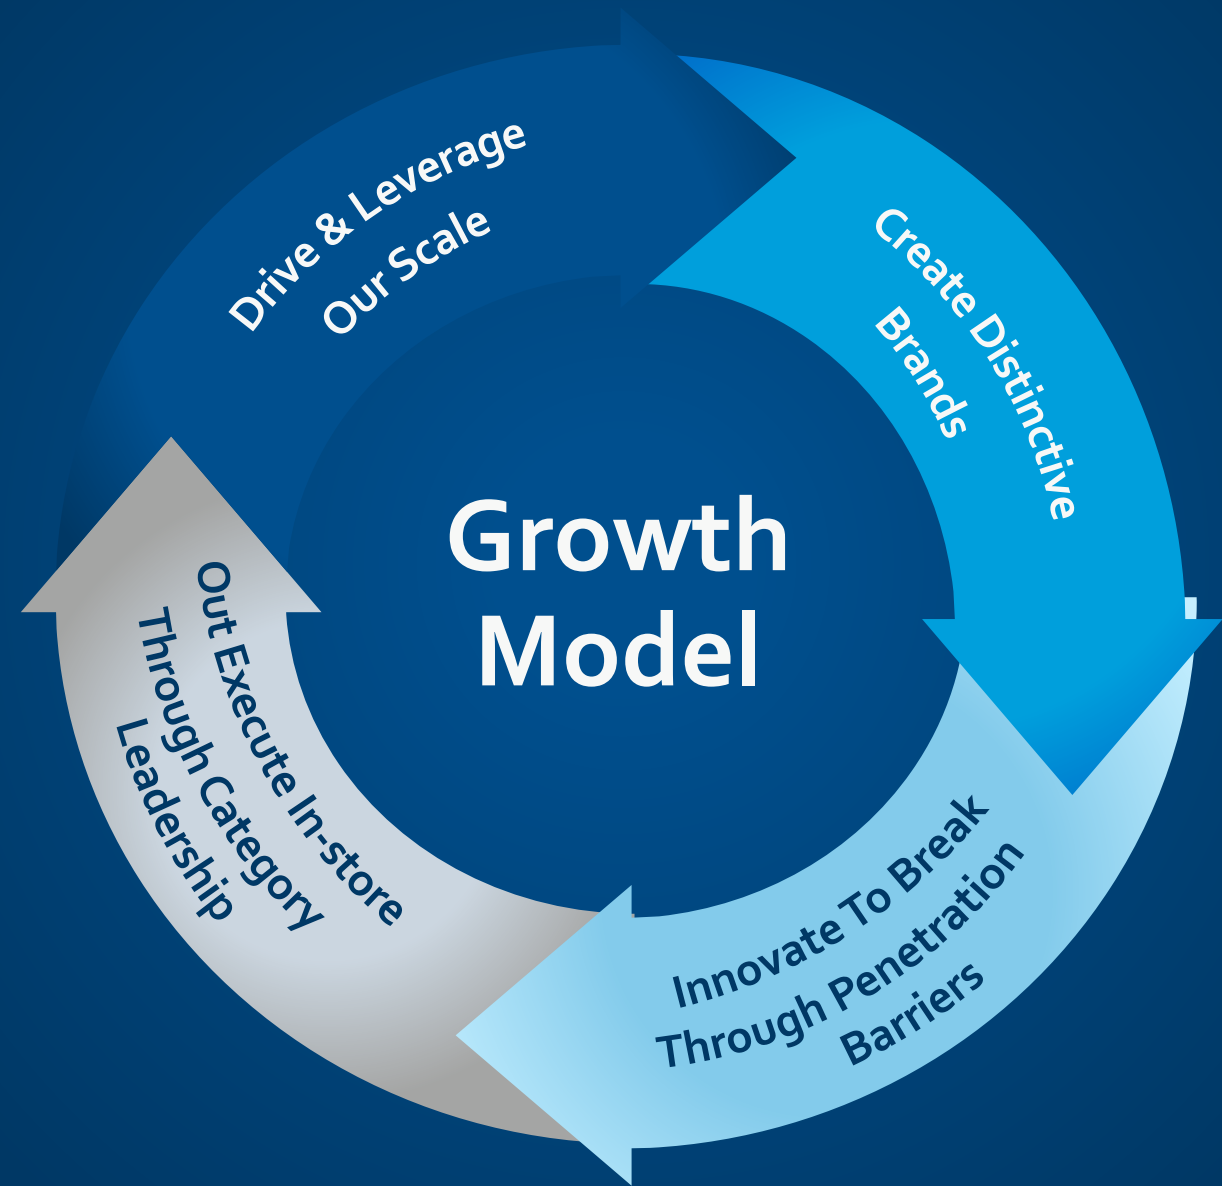 Drive & Leverage
Our Scale
Create Distinctive
Brands
Growth
Model
Innovate To Break
Through Penetration
Barriers
Out Execute In-store
Through Category
Leadership